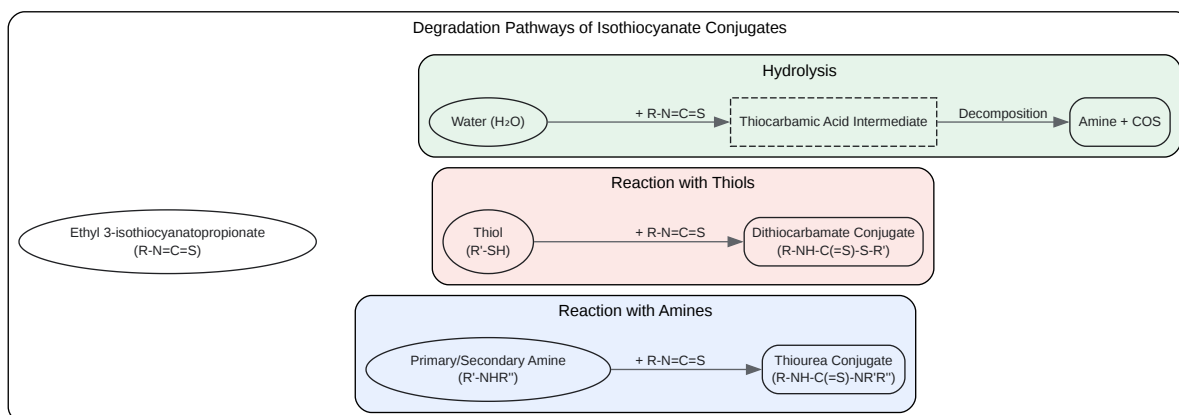 Degradation Pathways of Isothiocyanate Conjugates
Hydrolysis
Water (H₂O)
+ R-N=C=S
Thiocarbamic Acid Intermediate
Decomposition
Amine + COS
Ethyl 3-isothiocyanatopropionate
(R-N=C=S)
Reaction with Thiols
Thiol
(R'-SH)
+ R-N=C=S
Dithiocarbamate Conjugate
(R-NH-C(=S)-S-R')
Reaction with Amines
Primary/Secondary Amine
(R'-NHR'')
+ R-N=C=S
Thiourea Conjugate
(R-NH-C(=S)-NR'R'')